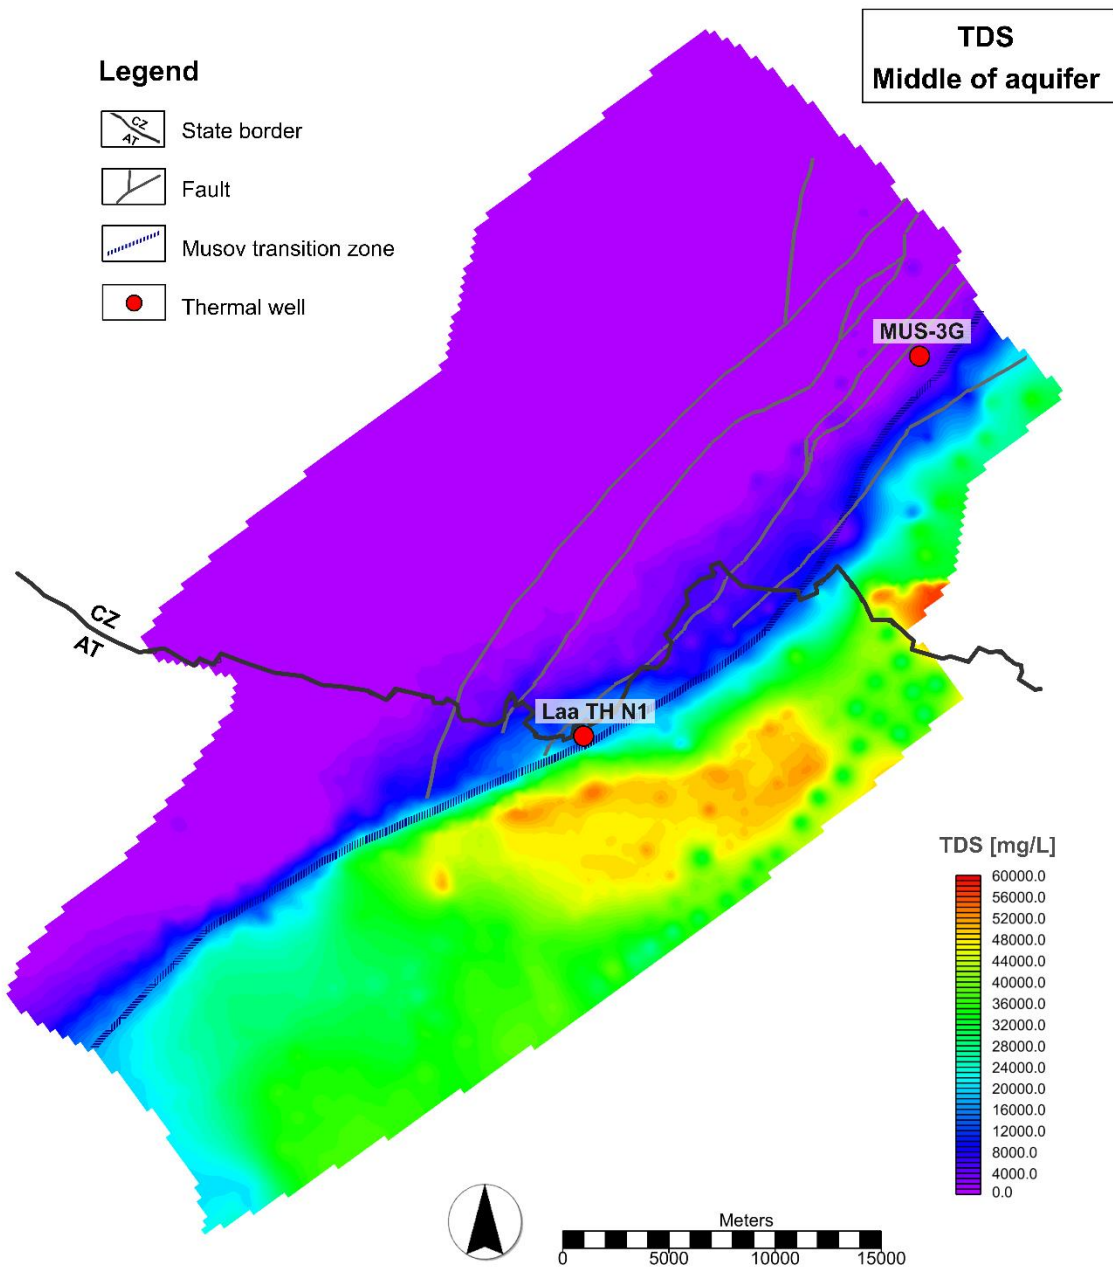 TDS
Middle of aquifer
Legend
CZ
AT
State border
Fault
Musov transition zone
Thermal well
MUS-3G
CZ
AT
Laa TH N1
TDS [mg/L]
60000.0
56000.0
52000.0
48000.0
44000.0
40000.0
36000.0
32000.0
28000.0
24000.0
20000.0
16000.0
12000.0
8000.0
4000.0
0.0
Meters
0 5000 10000 15000